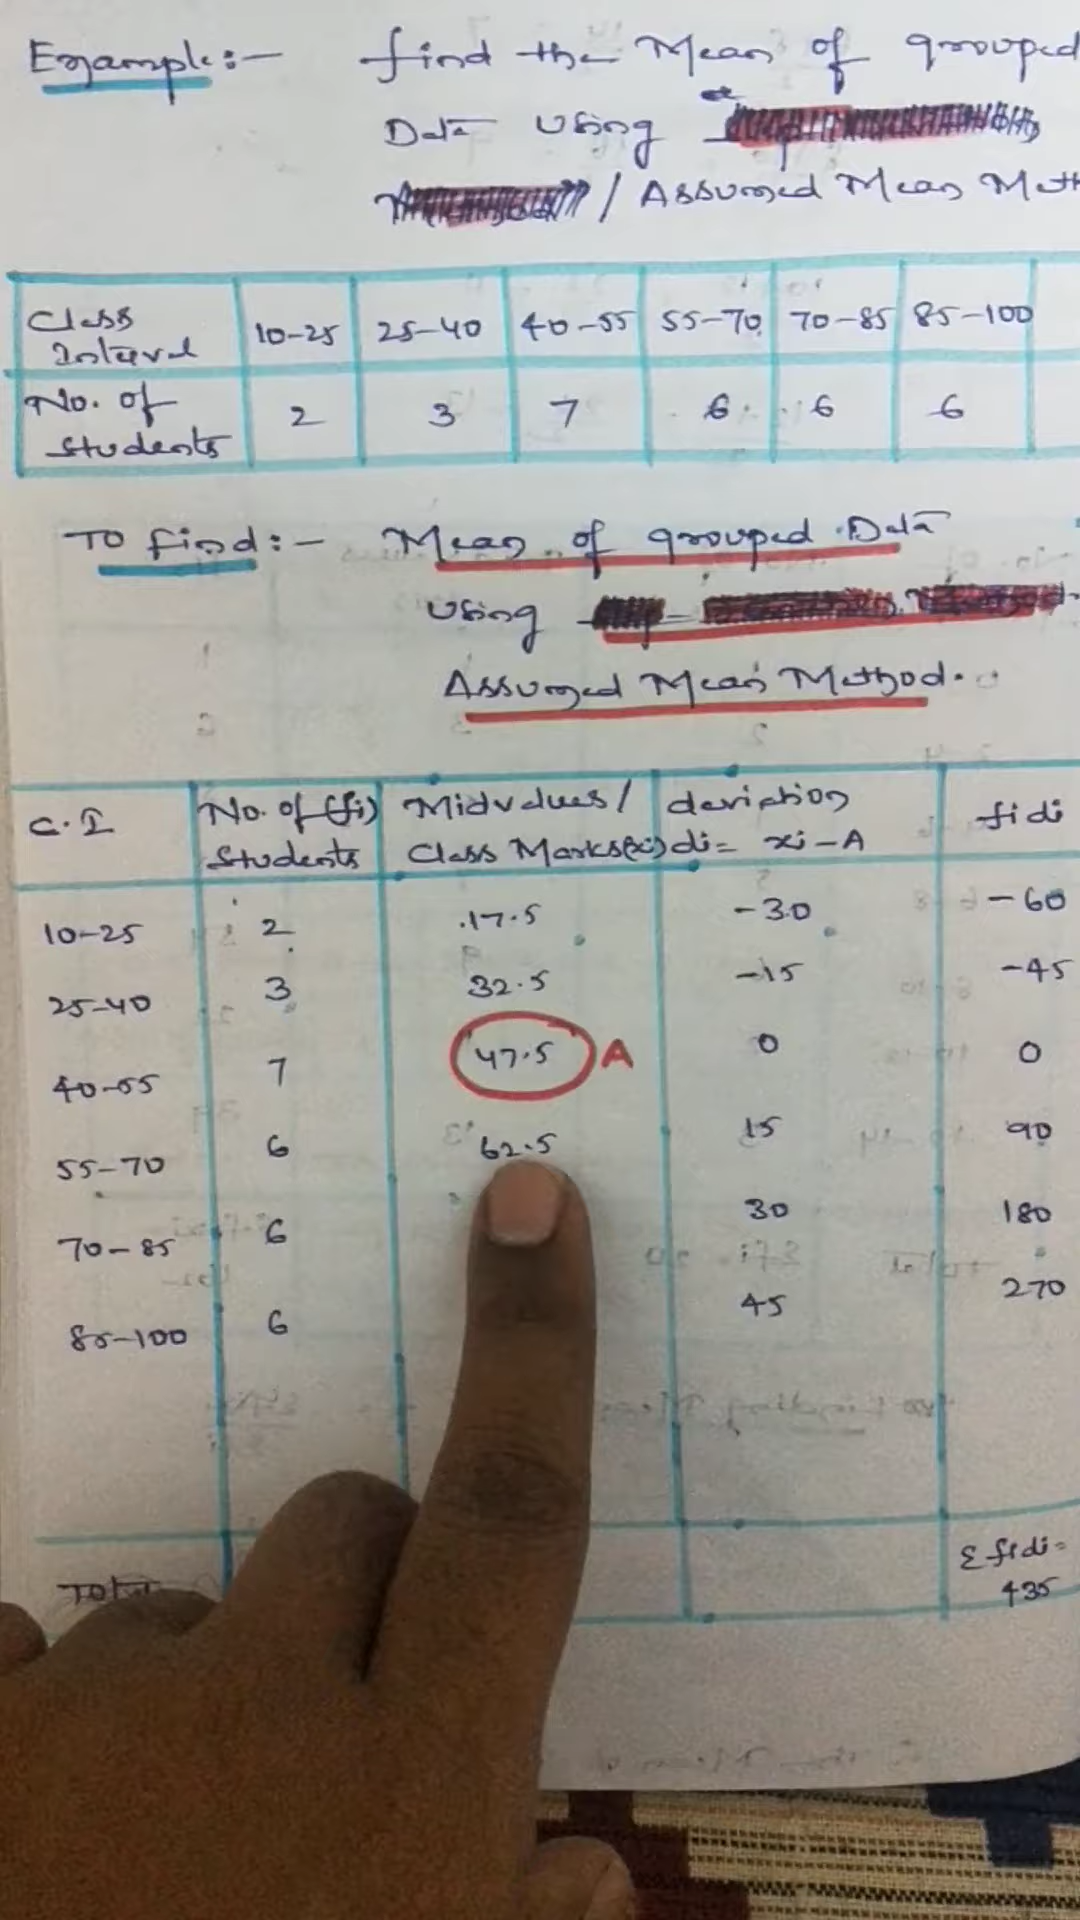 Example:-  find the Mean of grouped
Data using
/ Assumed Mean Meth
Class Interval  10-25  25-40  40-55  55-70  70-85  85-100
No. of Students  2  3  7  6  6  6
To find:-  Mean of grouped Data
using
Assumed Mean Method.
C.I  No. of (fi) Students  Midvalues/ Class Marks(xi)  deviation di= xi-A  fidi
10-25  2  17.5  -30  -60
25-40  3  32.5  -15  -45
40-55  7  47.5 A  0  0
55-70  6  62.5  15  90
70-85  6  30  180
85-100  6  45  270
Σfidi=
435